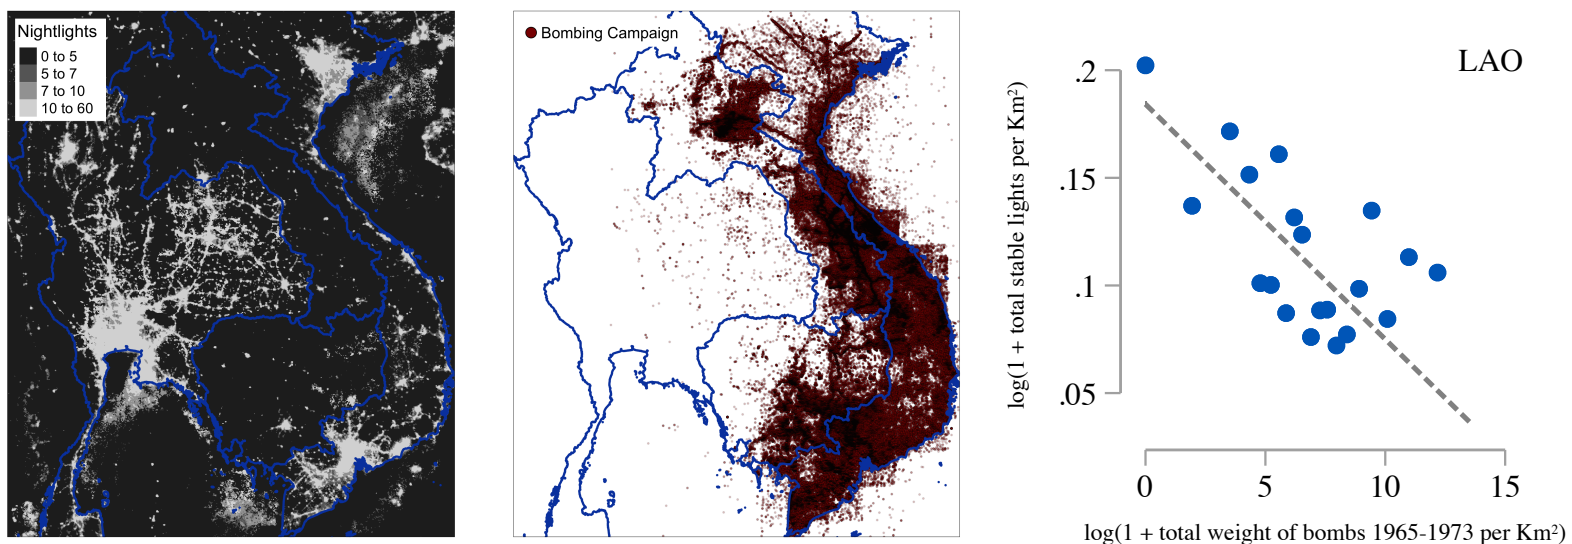 Nightlights
0 to 5
5 to 7
7 to 10
10 to 60
Bombing Campaign
LAO
log(1 + total stable lights per Km²)
.2
.15
.1
.05
0 5 10 15
log(1 + total weight of bombs 1965-1973 per Km²)